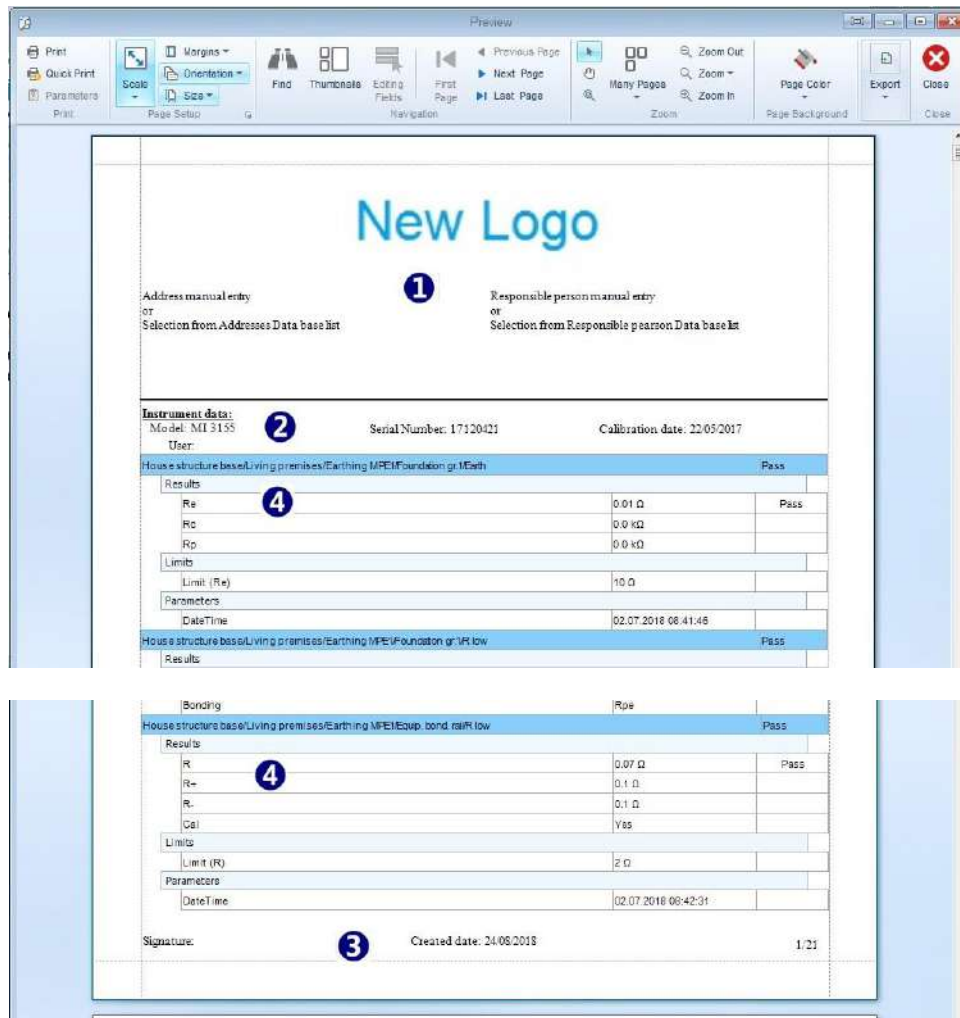 Preview
Print
Quick Print
Parameters
Print
Scale
Margins
Orientation
Size
Page Setup
Find
Thumbnails
Editing Fields
First Page
Previous Page
Next Page
Last Page
Navigation
Many Pages
Zoom Out
Zoom
Zoom In
Zoom
Page Color
Page Background
Export
Close
Close
New Logo
1
Address manual entry
or
Selection from Addresses Data base list
Responsible person manual entry
or
Selection from Responsible pearson Data base list
Instrument data:
Model: MI 3155 2 Serial Number: 17120421 Calibration date: 22/05/2017
User:
House structure base/Living premises/Earthing MPE1/Foundation gr.1/Earth Pass
Results
4
Re 0.01 Ω Pass
Rc 0.0 kΩ
Rp 0.0 kΩ
Limits
Limit (Re) 10 Ω
Parameters
DateTime 02.07.2018 08:41:46
House structure base/Living premises/Earthing MPE1/Foundation gr.1/R low Pass
Results
Bonding Rpe
House structure base/Living premises/Earthing MPE1/Equip. bond. rail/R low Pass
Results
R 0.07 Ω Pass
4
R+ 0.1 Ω
R- 0.1 Ω
Cal Yes
Limits
Limit (R) 2 Ω
Parameters
DateTime 02.07.2018 08:42:31
Signature: 3 Created date: 24/08/2018 1/21